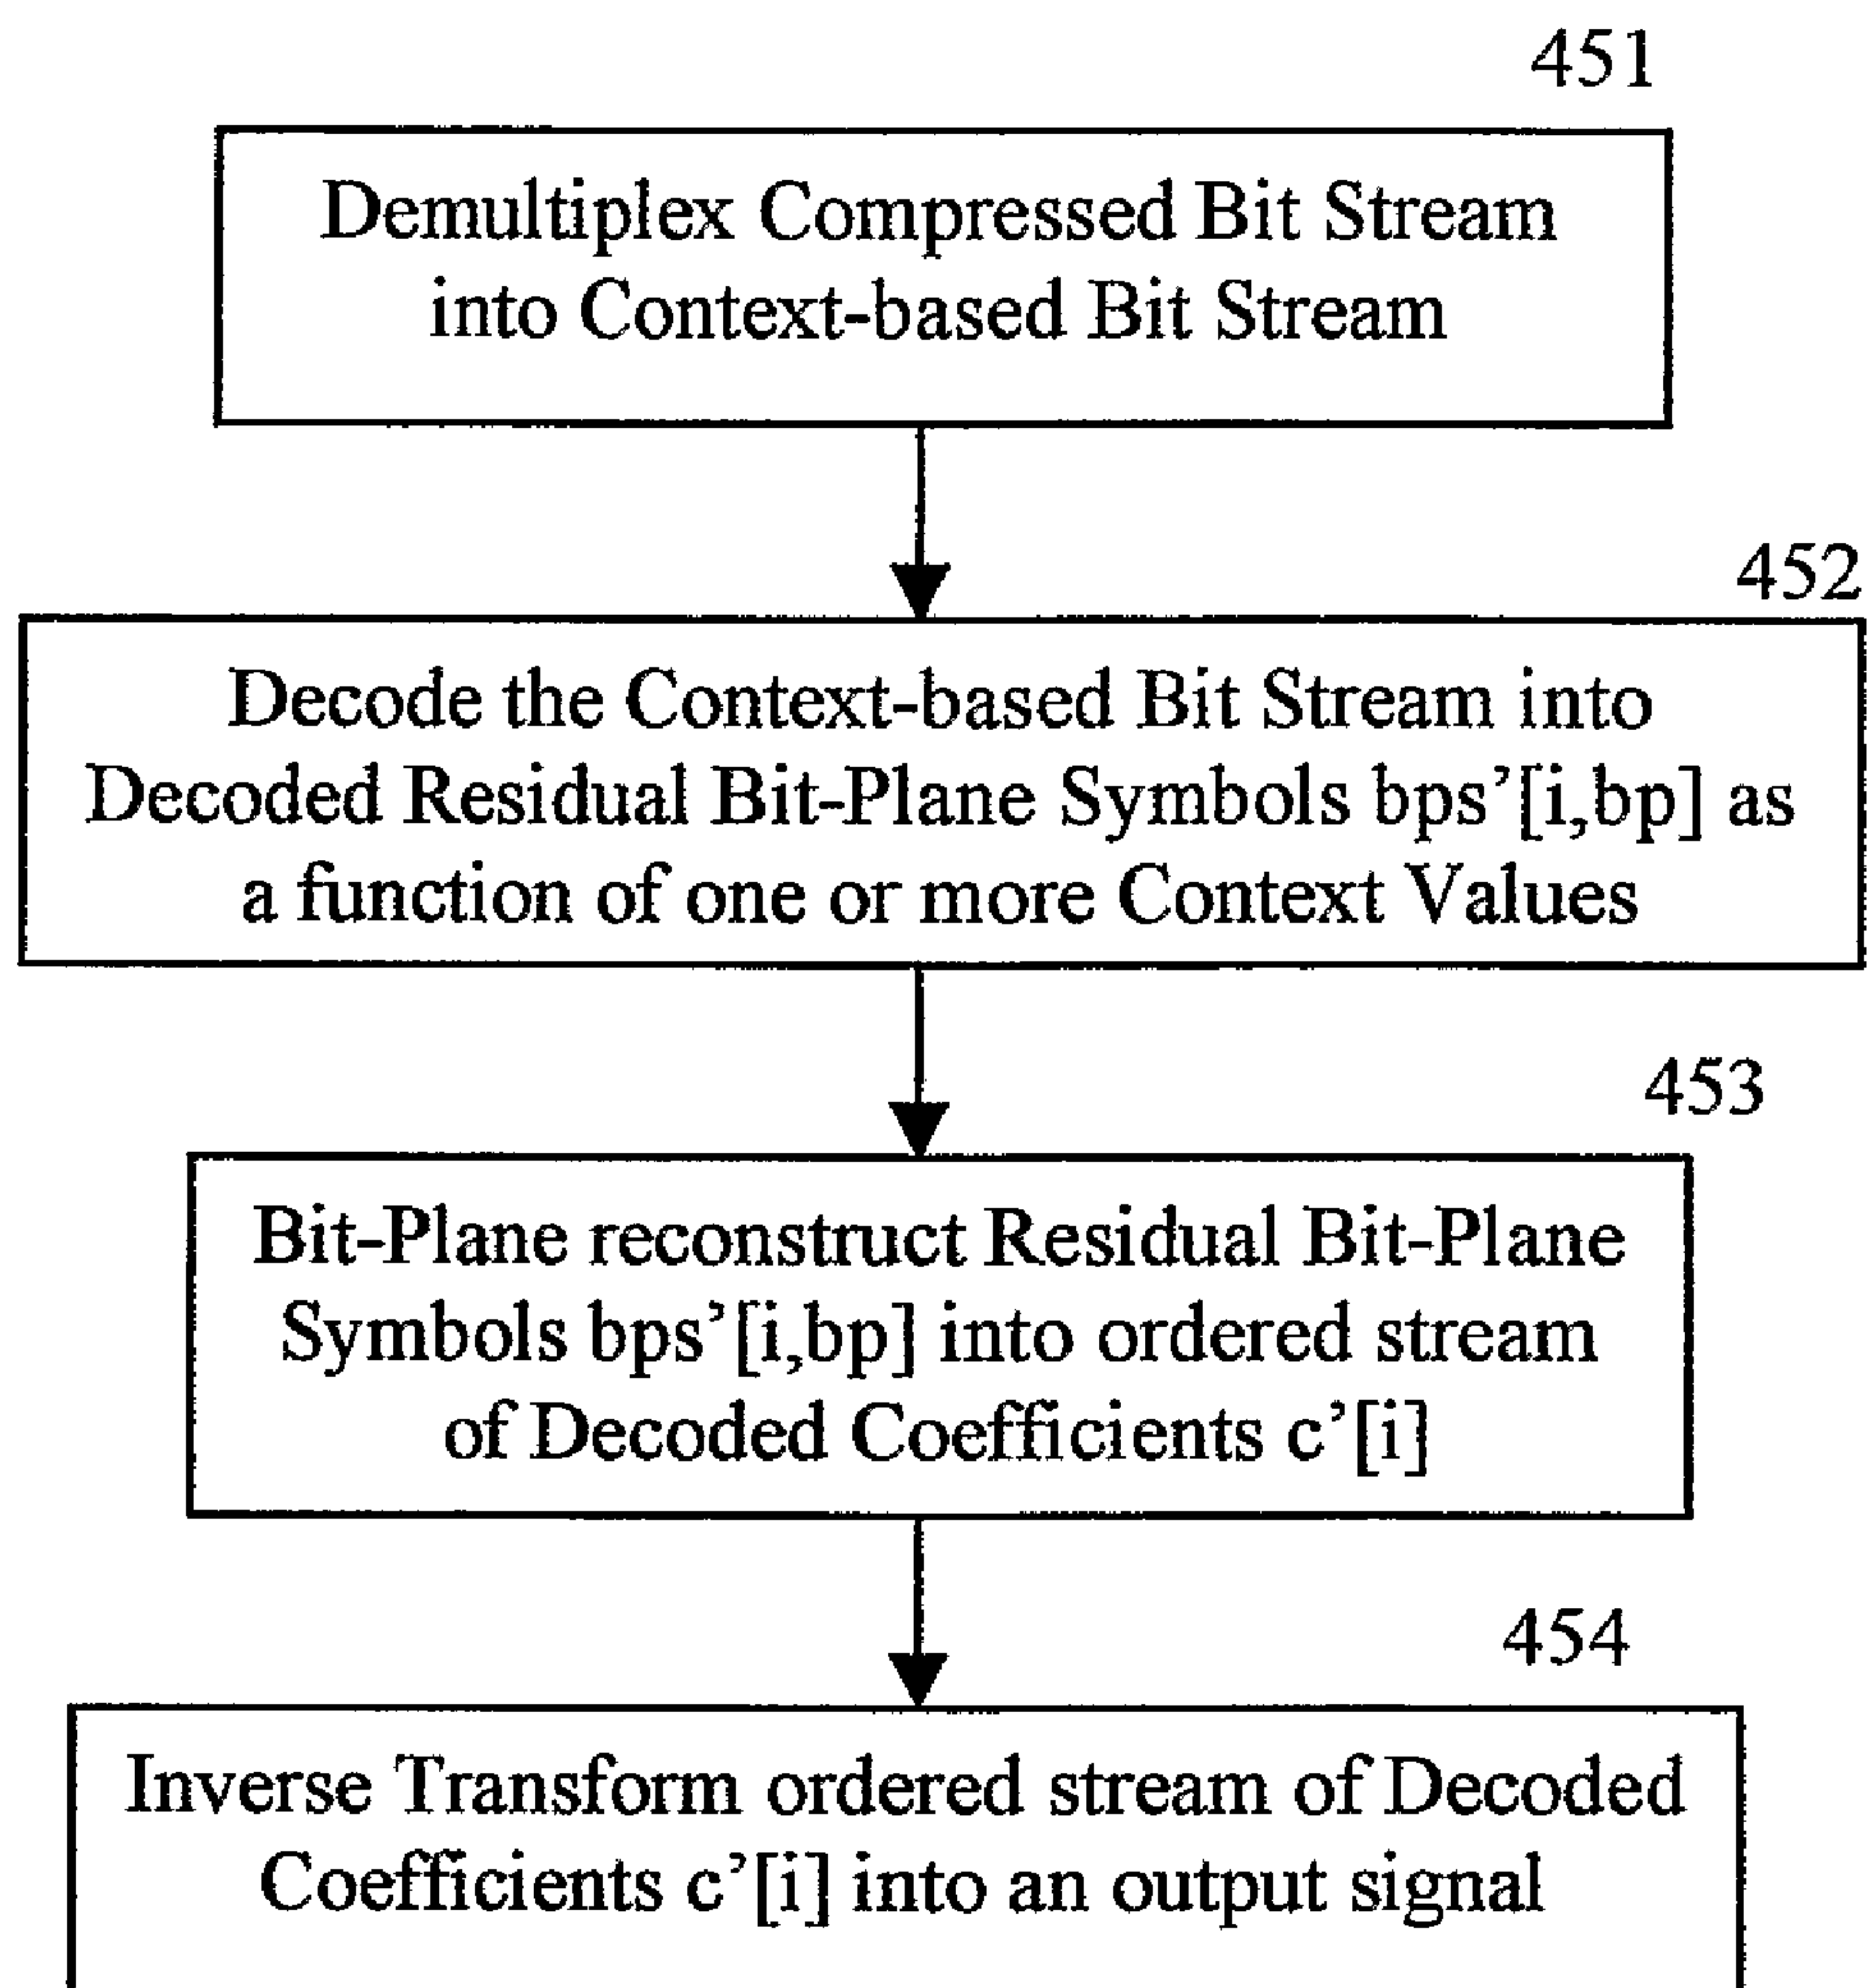 451
Demultiplex Compressed Bit Stream
into Context-based Bit Stream
452
Decode the Context-based Bit Stream into
Decoded Residual Bit-Plane Symbols bps’[i,bp] as
a function of one or more Context Values
453
Bit-Plane reconstruct Residual Bit-Plane
Symbols bps’[i,bp] into ordered stream
of Decoded Coefficients c’[i]
454
Inverse Transform ordered stream of Decoded
Coefficients c’[i] into an output signal